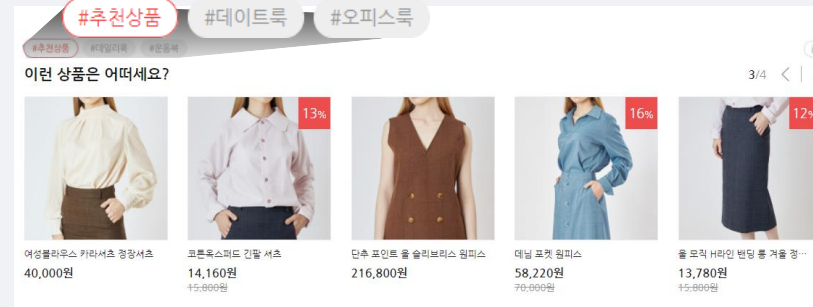 #추천상품 #데이트룩 #오피스룩
#추천상품 #데일리룩 #운동복
이런 상품은 어떠세요?
3/4
13%
16%
12%
여성블라우스 카라셔츠 정장셔츠
코튼옥스퍼드 긴팔 셔츠
단추 포인트 울 슬리브리스 원피스
데님 포켓 원피스
울 모직 H라인 밴딩 롱 겨울 정...
40,000원
14,160원
216,800원
58,220원
13,780원
15,800원
70,000원
15,800원